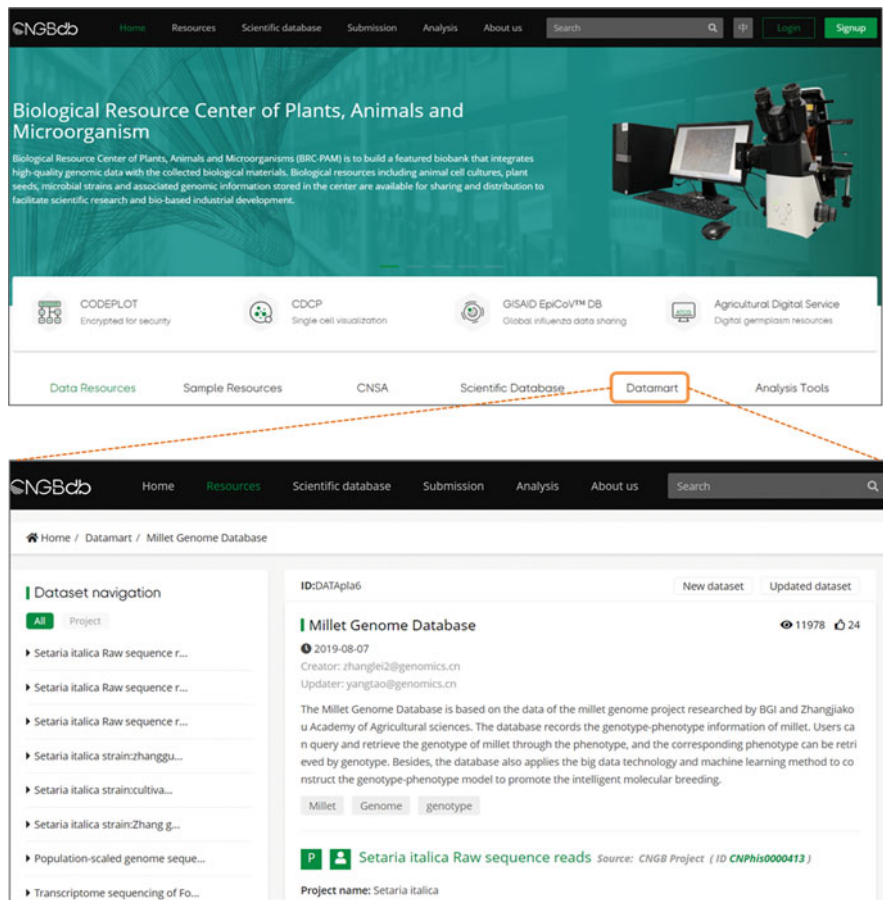 CNGBdb Home Resources Scientific database Submission Analysis About us Search 中 Login Signup
Biological Resource Center of Plants, Animals and
Microorganism
Biological Resource Center of Plants, Animals and Microorganisms (BRC-PAM) is to build a featured biobank that integrates
high-quality genomic data with the collected biological materials. Biological resources including animal cell cultures, plant
seeds, microbial strains and associated genomic information stored in the center are available for sharing and distribution to
facilitate scientific research and bio-based industrial development.
CODEPLOT
Encrypted for security
CDCP
Single cell visualization
GISAID EpiCoV™ DB
Global influenza data sharing
Agricultural Digital Service
Digital germplasm resources
Data Resources Sample Resources CNSA Scientific Database Datamart Analysis Tools
CNGBdb Home Resources Scientific database Submission Analysis About us Search
Home / Datamart / Millet Genome Database
Dataset navigation
All Project
Setaria italica Raw sequence r...
Setaria italica Raw sequence r...
Setaria italica Raw sequence r...
Setaria italica strain:zhanggu...
Setaria italica strain:cultiva...
Setaria italica strain:Zhang g...
Population-scaled genome seque...
Transcriptome sequencing of Fo...
ID:DATApla6 New dataset Updated dataset
Millet Genome Database 11978 24
2019-08-07
Creator: zhanglei2@genomics.cn
Updater: yangtao@genomics.cn
The Millet Genome Database is based on the data of the millet genome project researched by BGI and Zhangjiako
u Academy of Agricultural sciences. The database records the genotype-phenotype information of millet. Users ca
n query and retrieve the genotype of millet through the phenotype, and the corresponding phenotype can be retri
eved by genotype. Besides, the database also applies the big data technology and machine learning method to co
nstruct the genotype-phenotype model to promote the intelligent molecular breeding.
Millet Genome genotype
P Setaria italica Raw sequence reads Source: CNGB Project ( ID CNPhis0000413 )
Project name: Setaria italica